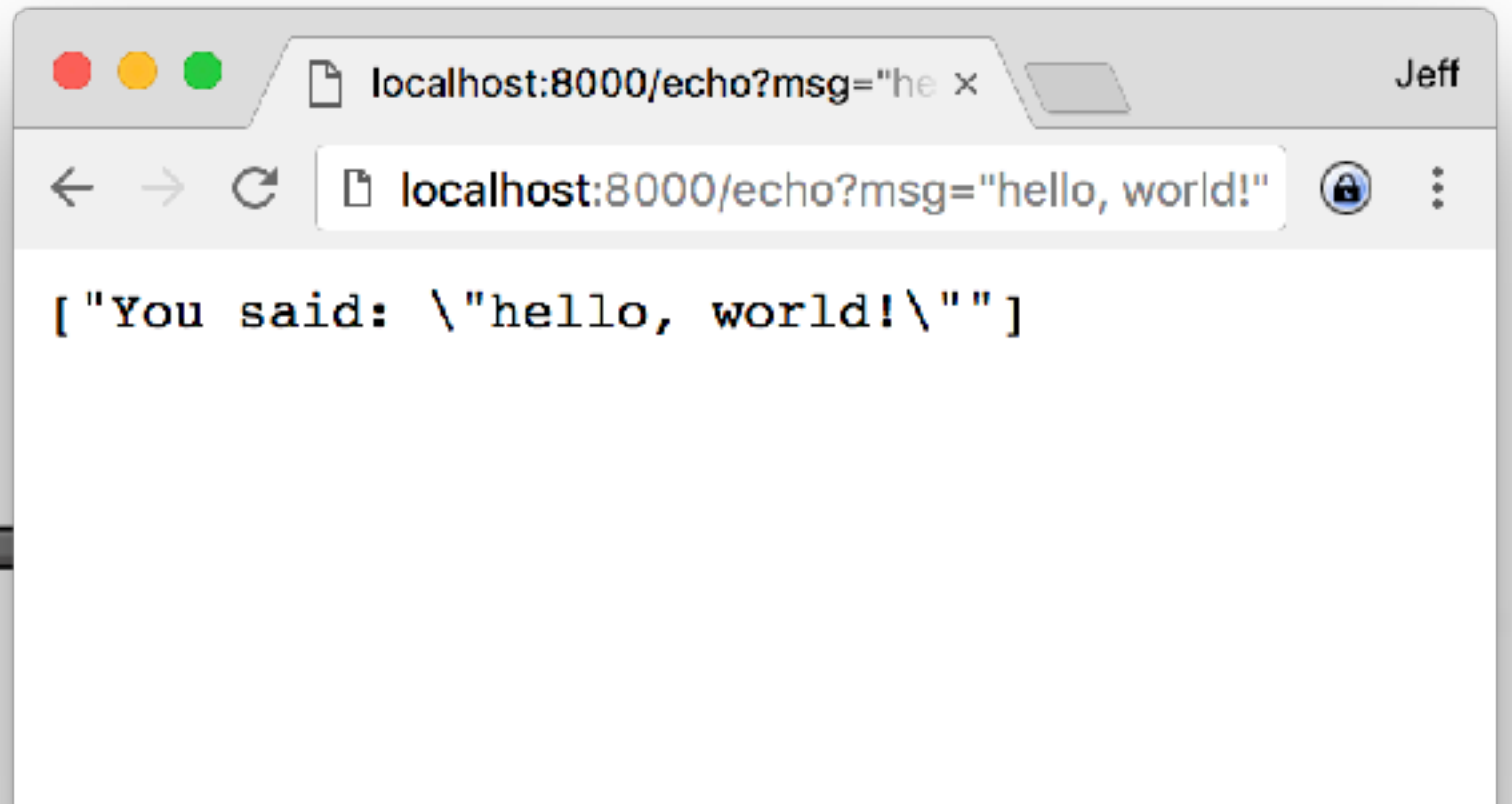 localhost:8000/echo?msg="he
Jeff
localhost:8000/echo?msg="hello, world!"
["You said: \"hello, world!\""]